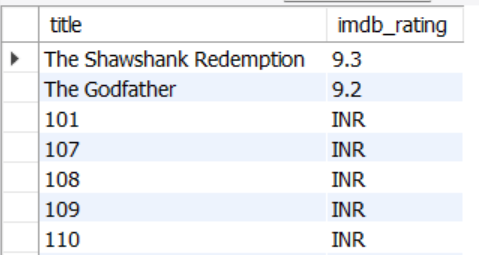 title imdb_rating
The Shawshank Redemption 9.3
The Godfather 9.2
101 INR
107 INR
108 INR
109 INR
110 INR